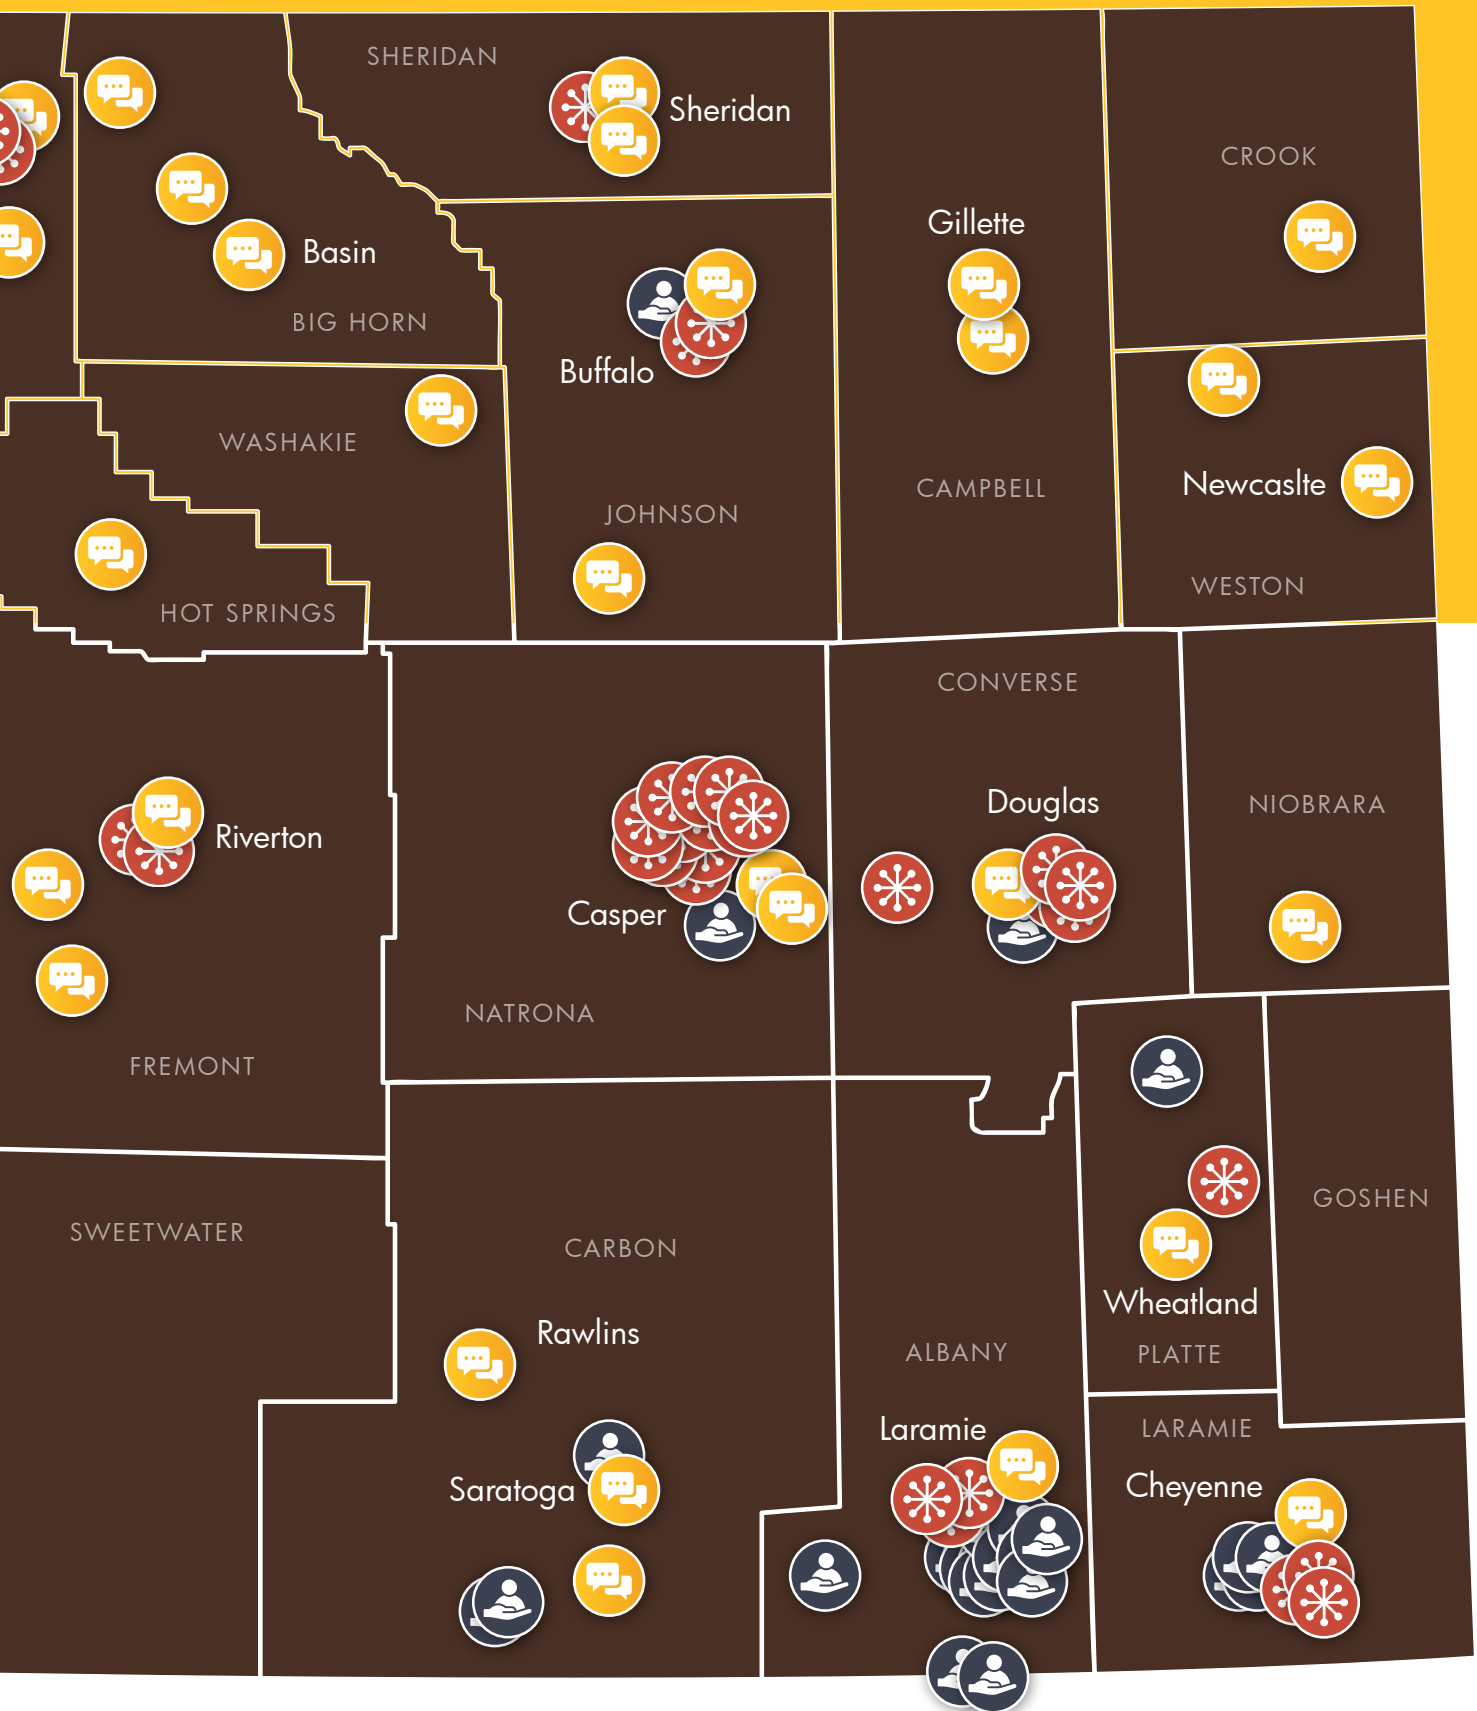 SHERIDAN
Sheridan
CROOK
Gillette
Basin
BIG HORN
Buffalo
WASHAKIE
CAMPBELL
Newcaslte
JOHNSON
WESTON
HOT SPRINGS
CONVERSE
Douglas
NIOBRARA
Riverton
Casper
NATRONA
FREMONT
GOSHEN
SWEETWATER
CARBON
Wheatland
Rawlins
ALBANY
PLATTE
Laramie
LARAMIE
Cheyenne
Saratoga